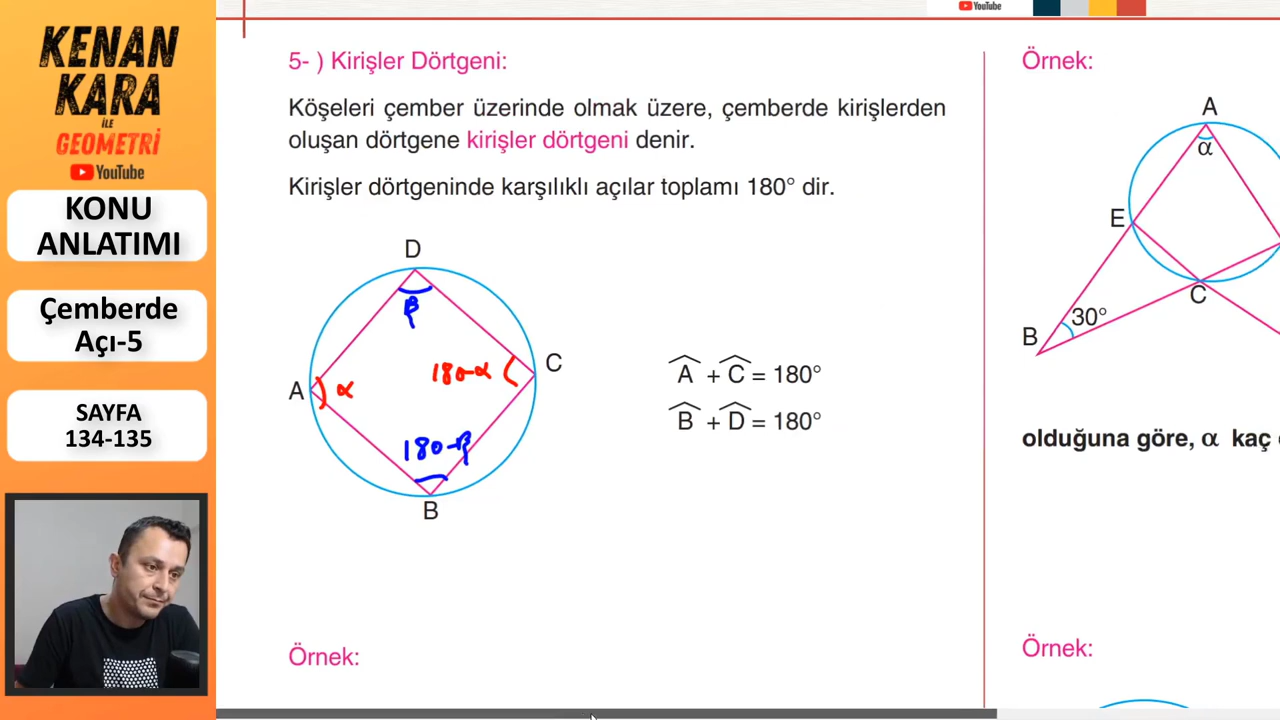 KENAN
KARA
İLE
GEOMETRİ
YouTube
KONU
ANLATIMI
Çemberde
Açı-5
SAYFA
134-135
YouTube
5- ) Kirişler Dörtgeni:
Köşeleri çember üzerinde olmak üzere, çemberde kirişlerden
oluşan dörtgene kirişler dörtgeni denir.
Kirişler dörtgeninde karşılıklı açılar toplamı 180° dir.
D
β
C
180-α
A
α
180-β
B
A + C = 180°
B + D = 180°
Örnek:
Örnek:
A
α
E
C
B
30°
olduğuna göre, α kaç
Örnek: